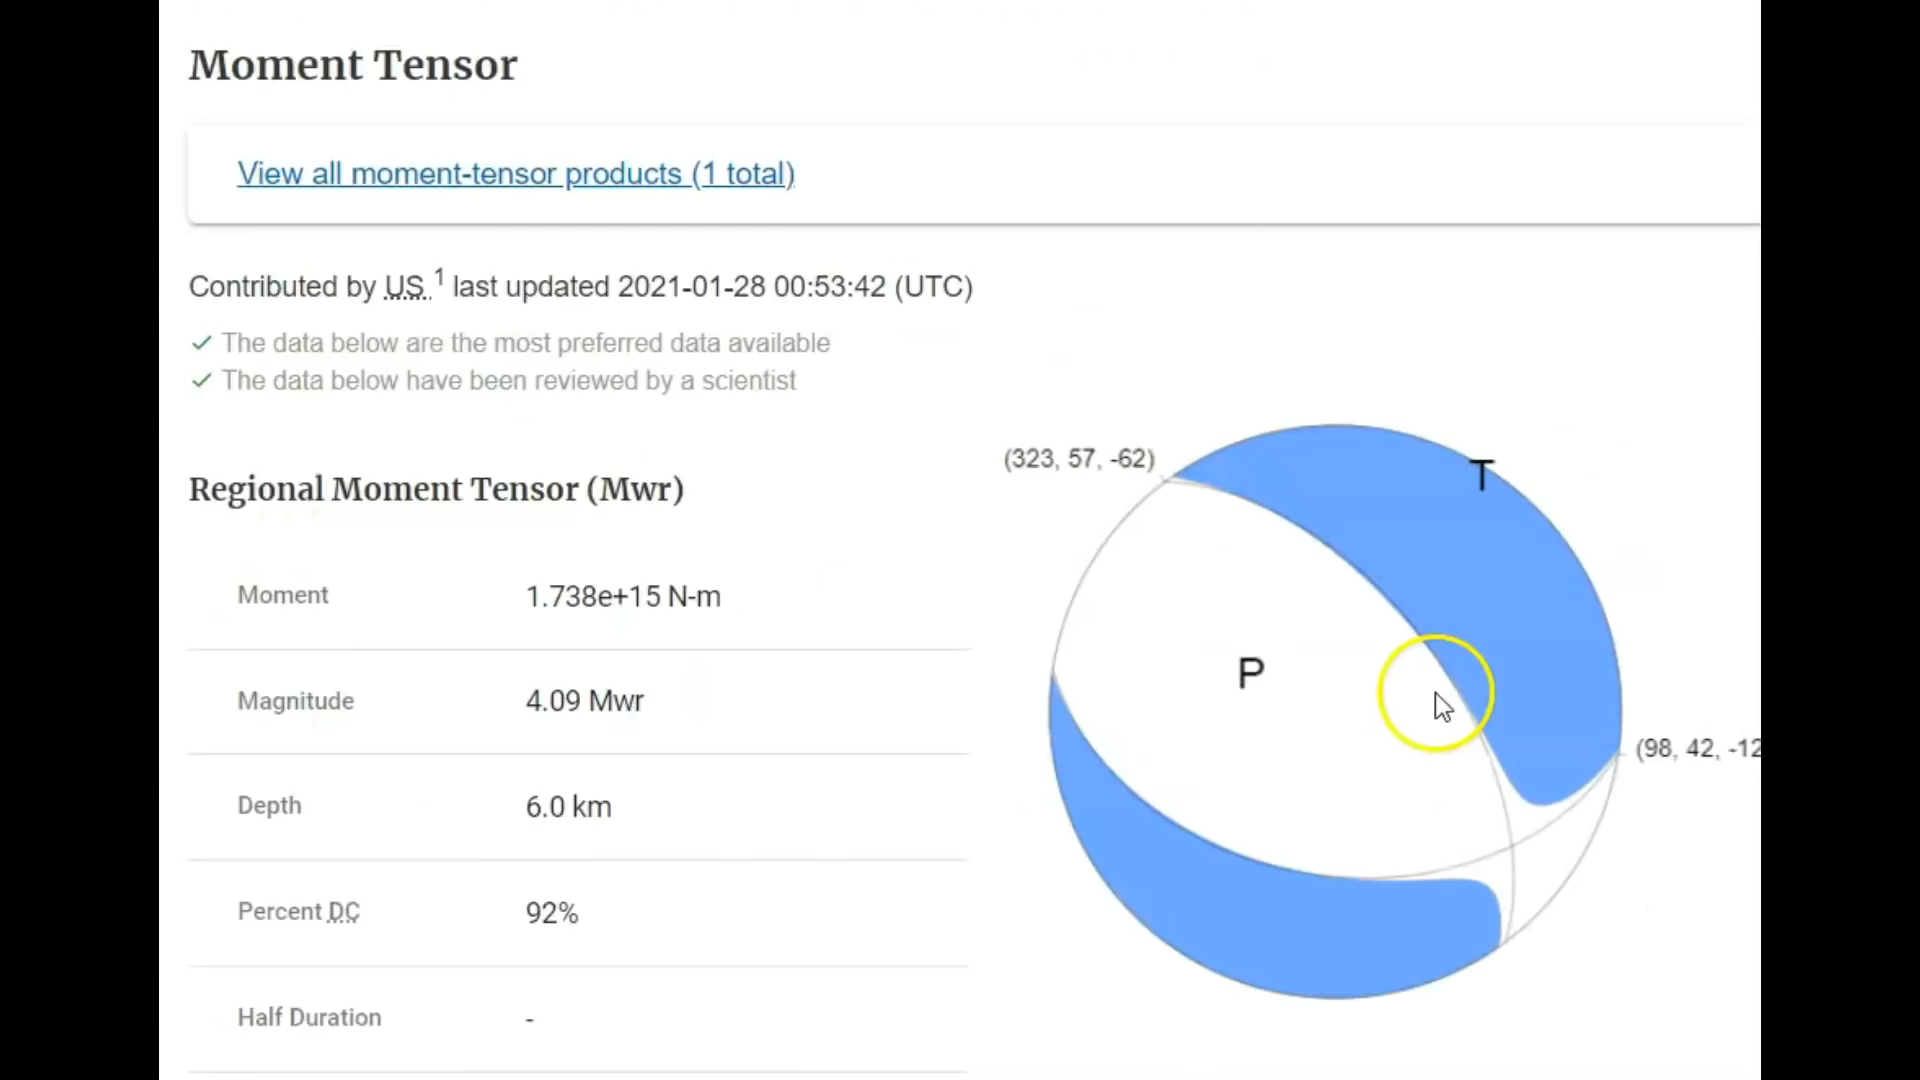 Moment Tensor
View all moment-tensor products (1 total)
Contributed by US 1 last updated 2021-01-28 00:53:42 (UTC)
✓ The data below are the most preferred data available
✓ The data below have been reviewed by a scientist
Regional Moment Tensor (Mwr)
Moment 1.738e+15 N-m
Magnitude 4.09 Mwr
Depth 6.0 km
Percent DC 92%
Half Duration -
(323, 57, -62)
T
P
(98, 42, -12